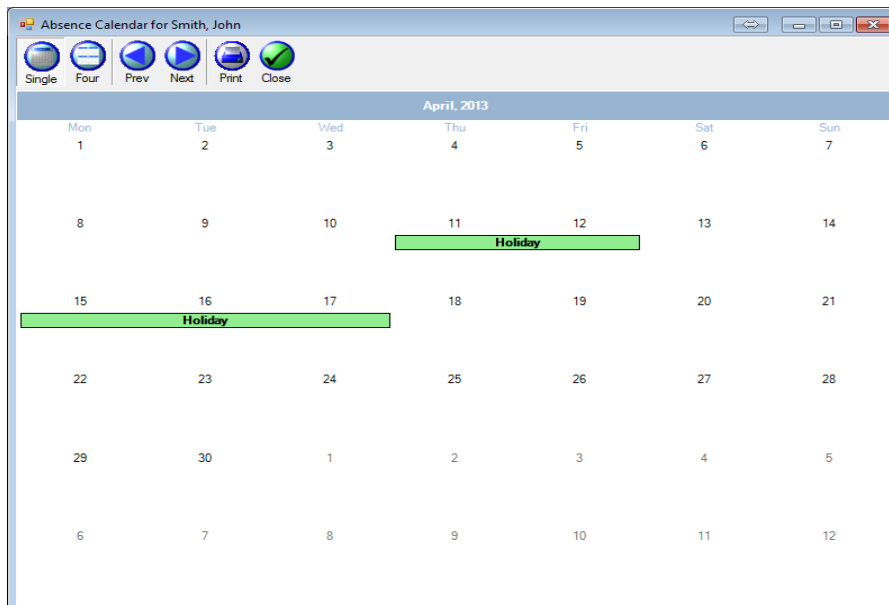 Absence Calendar for Smith, John
Single Four Prev Next Print Close
April, 2013
Mon Tue Wed Thu Fri Sat Sun
1 2 3 4 5 6 7
8 9 10 11 12 13 14
Holiday
15 16 17 18 19 20 21
Holiday
22 23 24 25 26 27 28
29 30 1 2 3 4 5
6 7 8 9 10 11 12